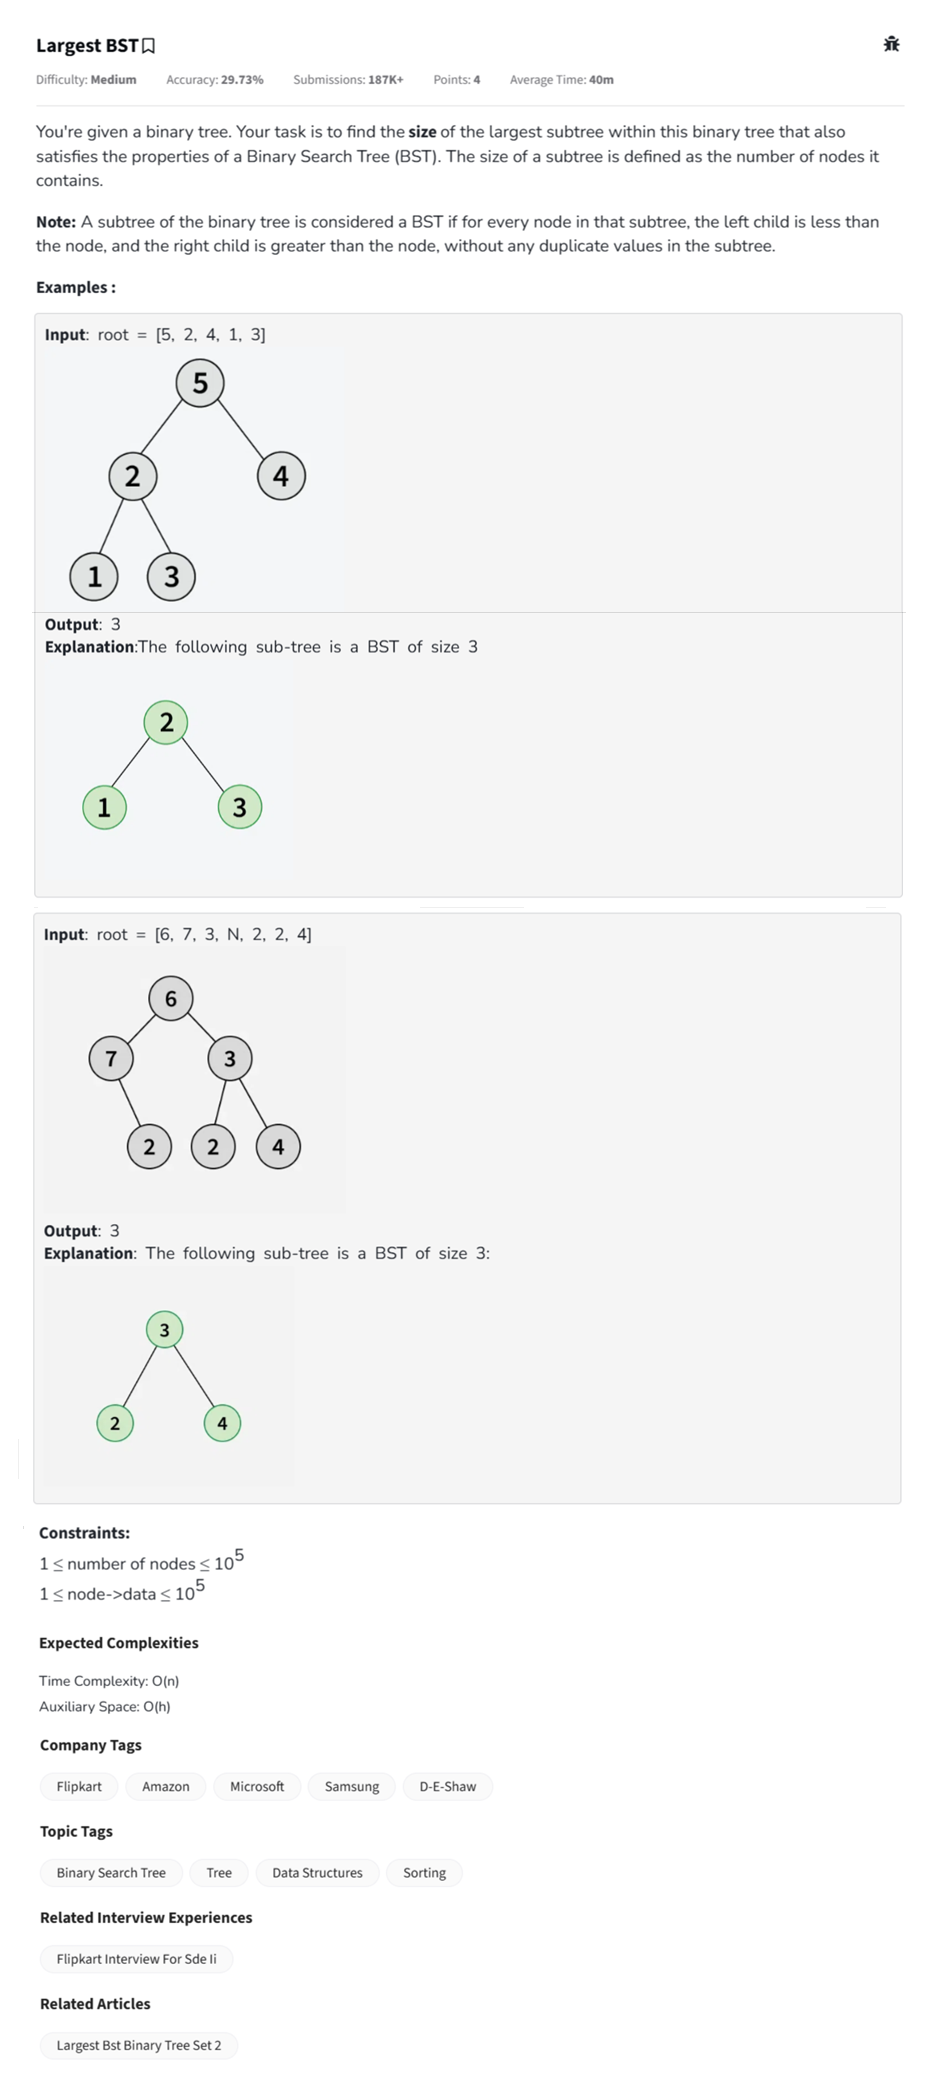 Largest BST
Difficulty: Medium Accuracy: 29.73% Submissions: 187K+ Points: 4 Average Time: 40m
You're given a binary tree. Your task is to find the size of the largest subtree within this binary tree that also
satisfies the properties of a Binary Search Tree (BST). The size of a subtree is defined as the number of nodes it
contains.
Note: A subtree of the binary tree is considered a BST if for every node in that subtree, the left child is less than
the node, and the right child is greater than the node, without any duplicate values in the subtree.
Examples :
Input: root = [5, 2, 4, 1, 3]
5
2 4
1 3
Output: 3
Explanation:The following sub-tree is a BST of size 3
2
1 3
Input: root = [6, 7, 3, N, 2, 2, 4]
6
7 3
2 2 4
Output: 3
Explanation: The following sub-tree is a BST of size 3:
3
2 4
Constraints:
1 ≤ number of nodes ≤ 10^5
1 ≤ node->data ≤ 10^5
Expected Complexities
Time Complexity: O(n)
Auxiliary Space: O(h)
Company Tags
Flipkart Amazon Microsoft Samsung D-E-Shaw
Topic Tags
Binary Search Tree Tree Data Structures Sorting
Related Interview Experiences
Flipkart Interview For Sde Ii
Related Articles
Largest Bst Binary Tree Set 2